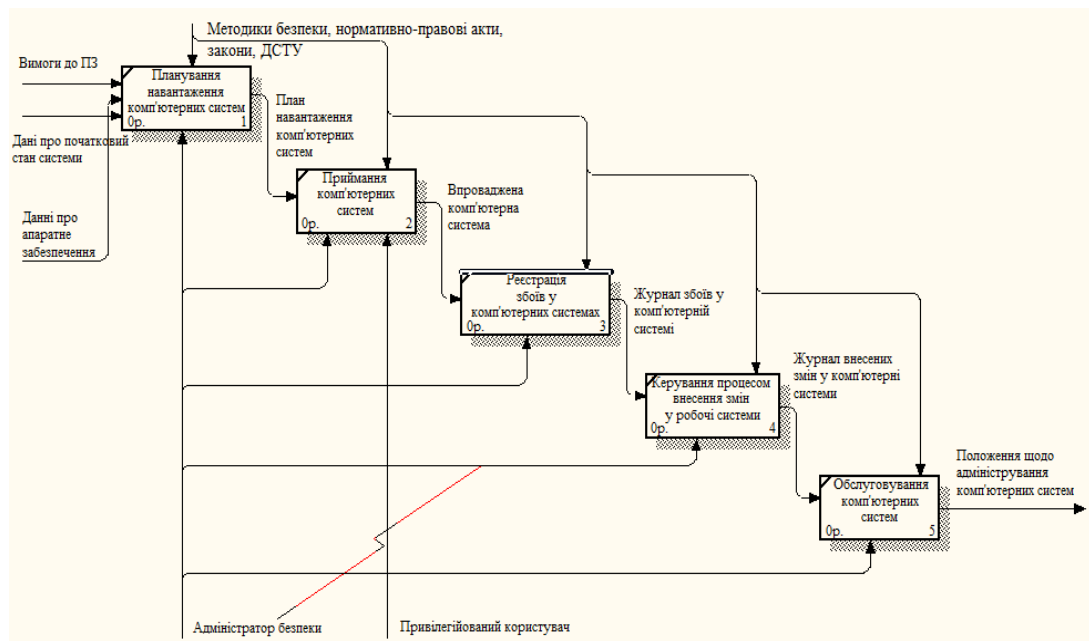 Методики безпеки, нормативно-правові акти,
закони, ДСТУ
Вимоги до ПЗ
Планування
навантаження
комп'ютерних систем
0р. 1
Дані про початковий
стан системи
План
навантаження
комп'ютерних
систем
Данні про
апаратне
забезпечення
Приймання
комп'ютерних
систем
0р. 2
Впроваджена
комп'ютерна
система
Реєстрація
збоїв у
комп'ютерних системах
0р. 3
Журнал збоїв у
комп'ютерній
системі
Керування процесом
внесення змін
у робочі системи
0р. 4
Журнал внесених
змін у комп'ютерні
системи
Обслуговування
комп'ютерних
систем
0р. 5
Положення щодо
адміністрування
комп'ютерних систем
Адміністратор безпеки
Привілегійований користувач